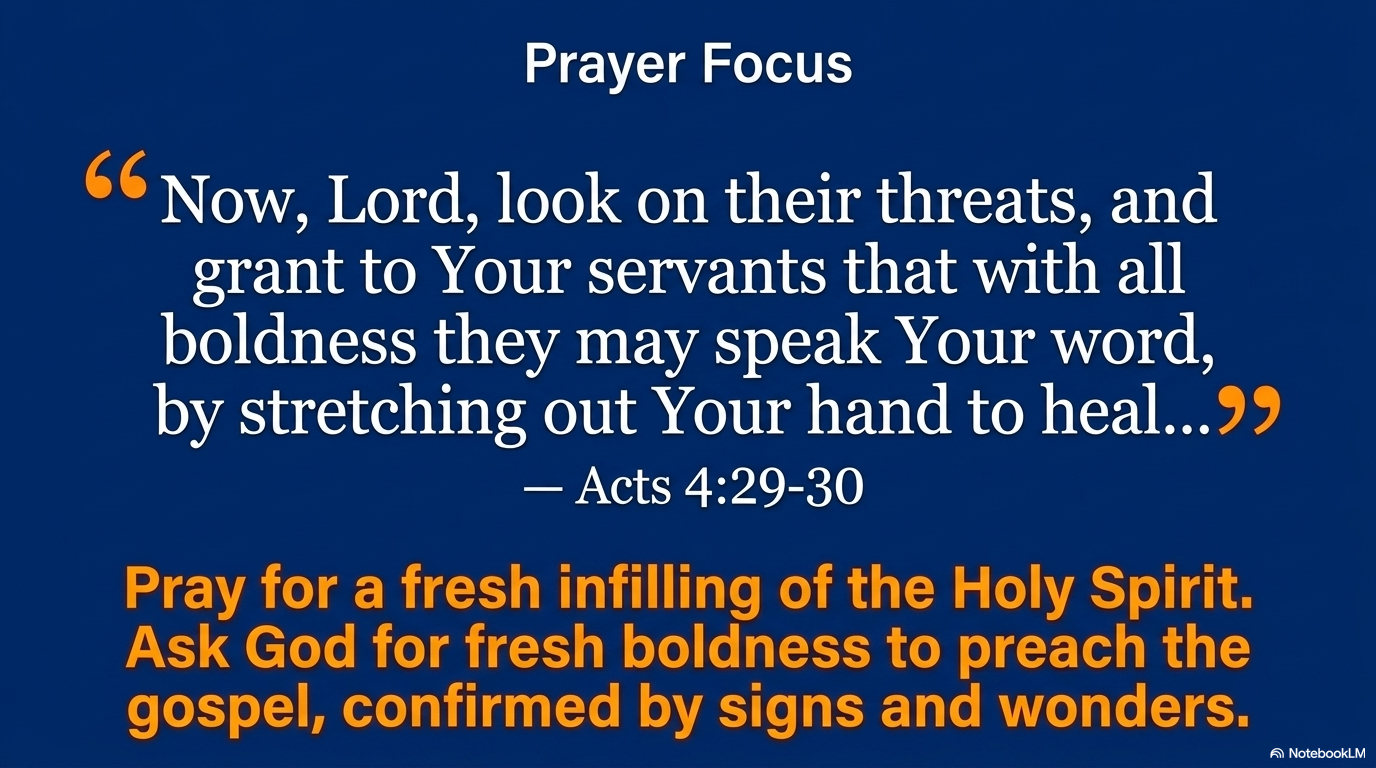 Prayer Focus
“Now, Lord, look on their threats, and
grant to Your servants that with all
boldness they may speak Your word,
by stretching out Your hand to heal...”
— Acts 4:29-30
Pray for a fresh infilling of the Holy Spirit.
Ask God for fresh boldness to preach the
gospel, confirmed by signs and wonders.
NotebookLM